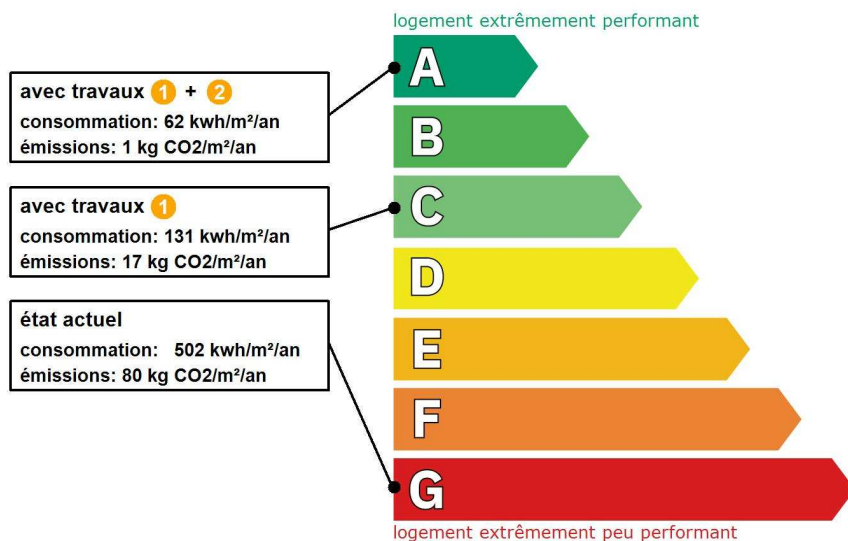 logement extrêmement performant
A
avec travaux 1 + 2
consommation: 62 kwh/m²/an
émissions: 1 kg CO2/m²/an
B
avec travaux 1
consommation: 131 kwh/m²/an
émissions: 17 kg CO2/m²/an
C
D
état actuel
consommation: 502 kwh/m²/an
émissions: 80 kg CO2/m²/an
E
F
G
logement extrêmement peu performant